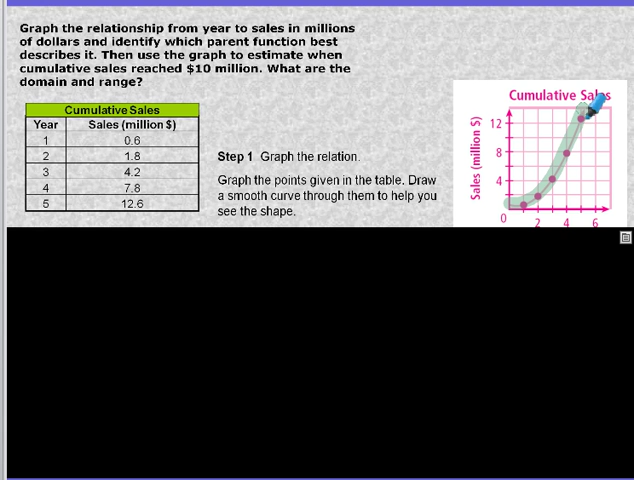 Graph the relationship from year to sales in millions
of dollars and identify which parent function best
describes it. Then use the graph to estimate when
cumulative sales reached $10 million. What are the
domain and range?
Cumulative Sales
Year Sales (million $)
1 0.6
2 1.8
3 4.2
4 7.8
5 12.6
Step 1 Graph the relation.
Graph the points given in the table. Draw
a smooth curve through them to help you
see the shape.
Cumulative Sales
Sales (million $)
12
8
4
0 2 4 6